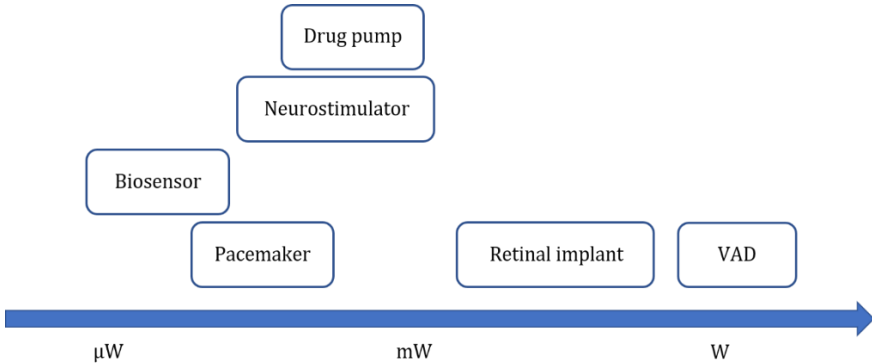 Drug pump
Neurostimulator
Biosensor
Pacemaker Retinal implant VAD
μW mW W